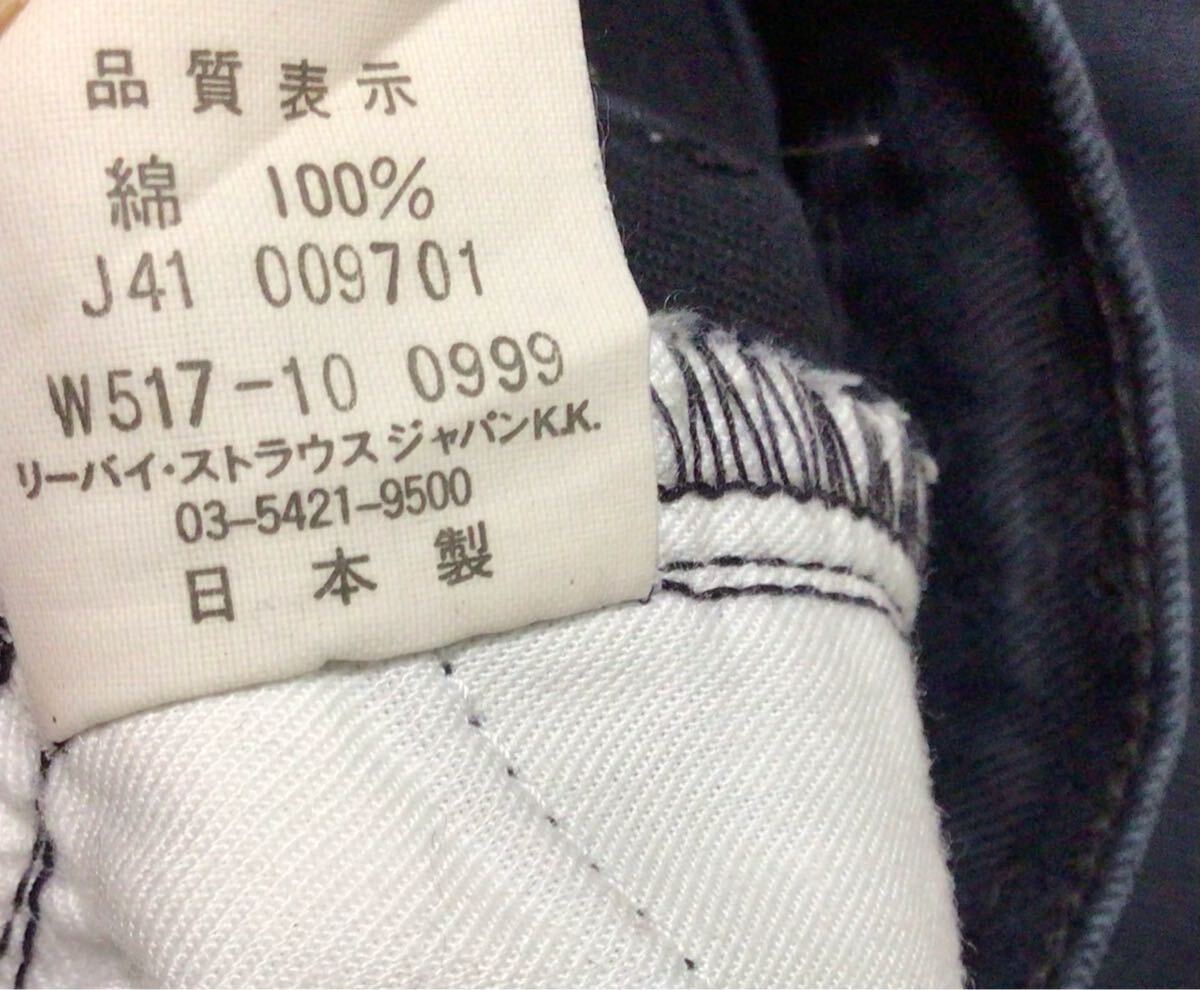 品質表示
綿 100%
J41 009701
W517-10 0999
リーバイ・ストラウス ジャパンK.K.
03-5421-9500
日本製